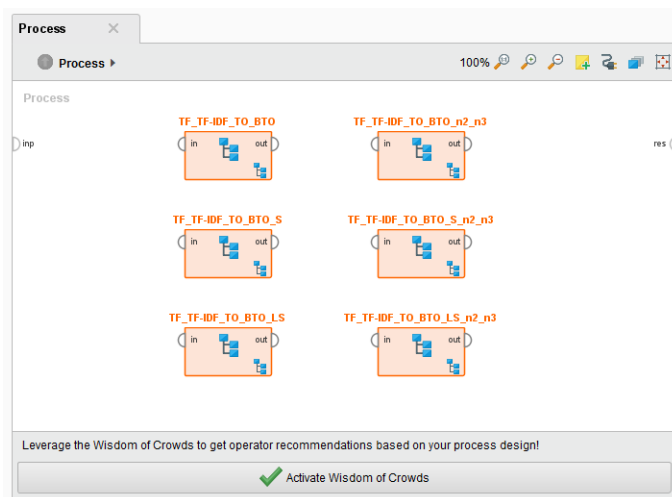 Process
Process
100%
Process
inp
res
TF_TF-IDF_TO_BTO
TF_TF-IDF_TO_BTO_n2_n3
in out
in out
TF_TF-IDF_TO_BTO_S
TF_TF-IDF_TO_BTO_S_n2_n3
in out
in out
TF_TF-IDF_TO_BTO_LS
TF_TF-IDF_TO_BTO_LS_n2_n3
in out
in out
Leverage the Wisdom of Crowds to get operator recommendations based on your process design!
Activate Wisdom of Crowds